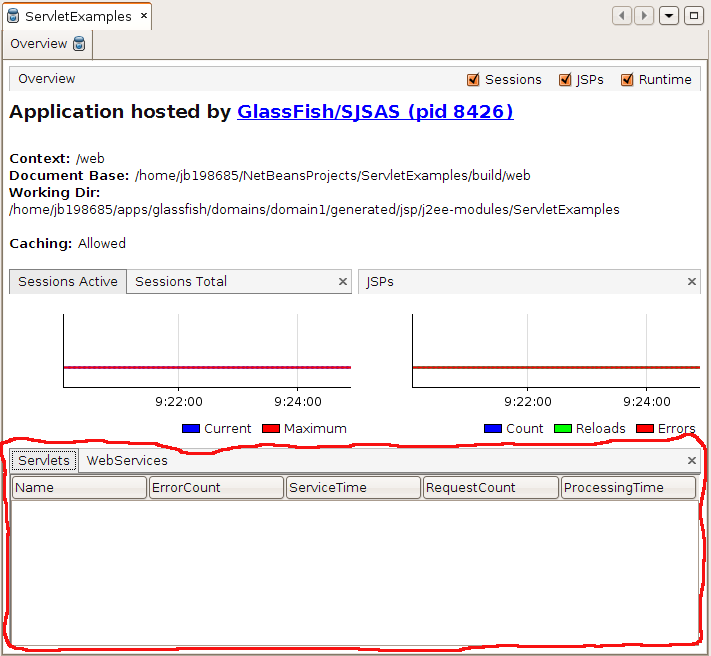 ServletExamples
Overview
Overview
Sessions JSPs Runtime
Application hosted by GlassFish/SJSAS (pid 8426)
Context: /web
Document Base: /home/jb198685/NetBeansProjects/ServletExamples/build/web
Working Dir:
/home/jb198685/apps/glassfish/domains/domain1/generated/jsp/j2ee-modules/ServletExamples
Caching: Allowed
Sessions Active Sessions Total JSPs
9:22:00 9:24:00 9:22:00 9:24:00
Current Maximum Count Reloads Errors
Servlets WebServices
Name ErrorCount ServiceTime RequestCount ProcessingTime